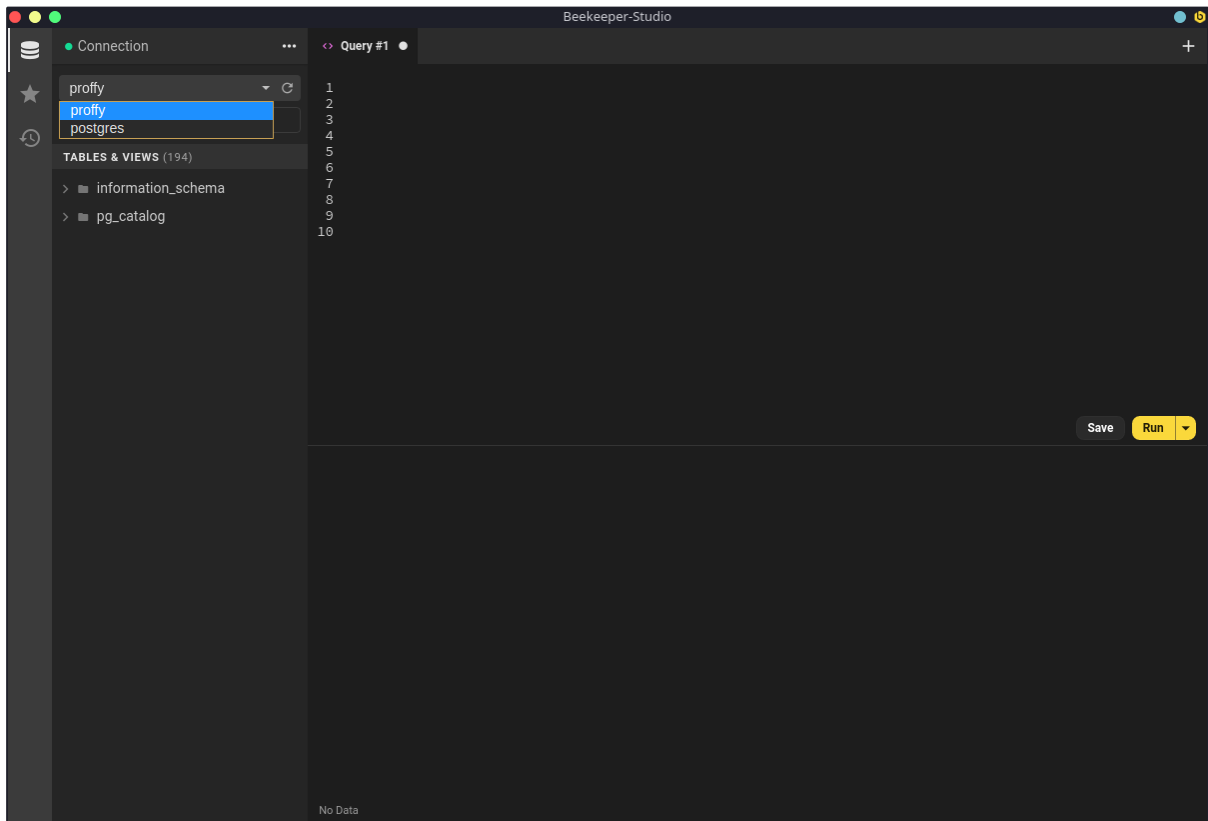 Beekeeper-Studio
Connection
Query #1
proffy
proffy
postgres
TABLES & VIEWS (194)
information_schema
pg_catalog
1
2
3
4
5
6
7
8
9
10
Save
Run
No Data